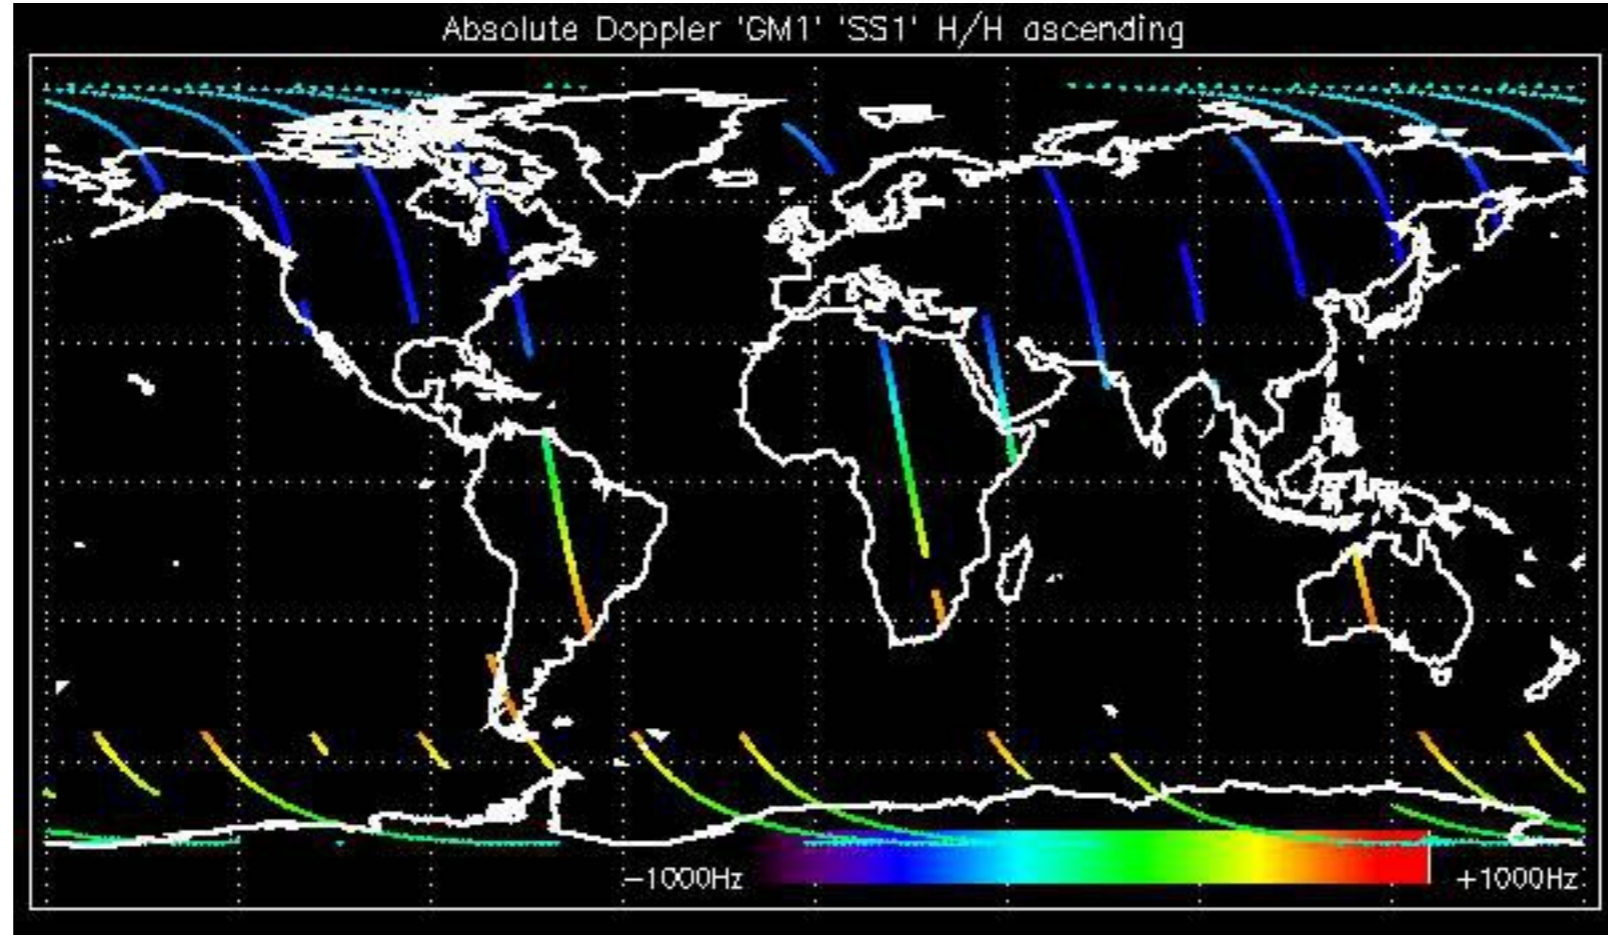 Absolute Doppler 'GM1' 'SS1' H/H ascending
−1000Hz
+1000Hz